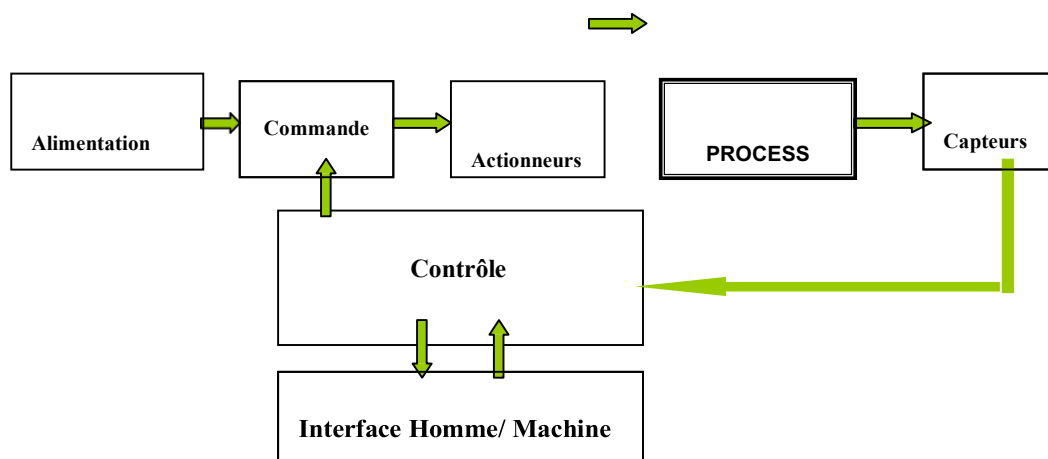 Alimentation
Commande
Actionneurs
PROCESS
Capteurs
Contrôle
Interface Homme/ Machine